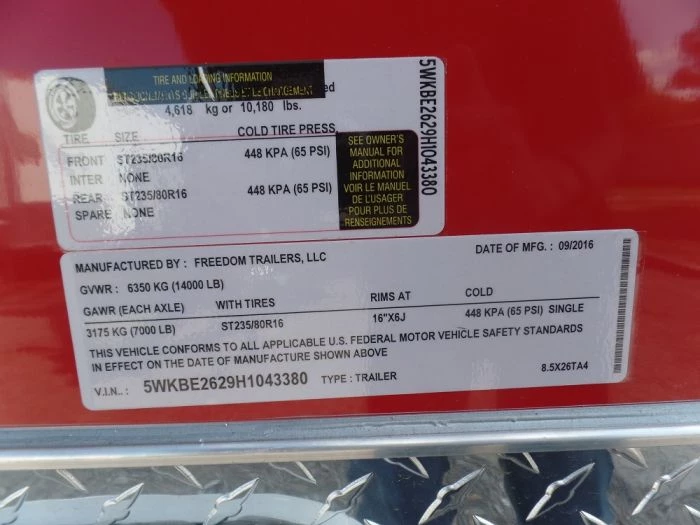 TIRE AND LOADING INFORMATION
4,618 kg or 10,180 lbs.
TIRE SIZE COLD TIRE PRESS.
FRONT ST235/80R16 448 KPA (65 PSI)
INTER NONE
REAR ST235/80R16 448 KPA (65 PSI)
SPARE NONE
SEE OWNER'S
MANUAL FOR
ADDITIONAL
INFORMATION
VOIR LE MANUEL
DE L'USAGER
POUR PLUS DE
RENSEIGNEMENTS
5WKBE2629H1043380
MANUFACTURED BY : FREEDOM TRAILERS, LLC DATE OF MFG. : 09/2016
GVWR : 6350 KG (14000 LB)
GAWR (EACH AXLE) WITH TIRES RIMS AT COLD
3175 KG (7000 LB) ST235/80R16 16"X6J 448 KPA (65 PSI) SINGLE
THIS VEHICLE CONFORMS TO ALL APPLICABLE U.S. FEDERAL MOTOR VEHICLE SAFETY STANDARDS
IN EFFECT ON THE DATE OF MANUFACTURE SHOWN ABOVE
8.5X26TA4
V.I.N.. : 5WKBE2629H1043380 TYPE : TRAILER